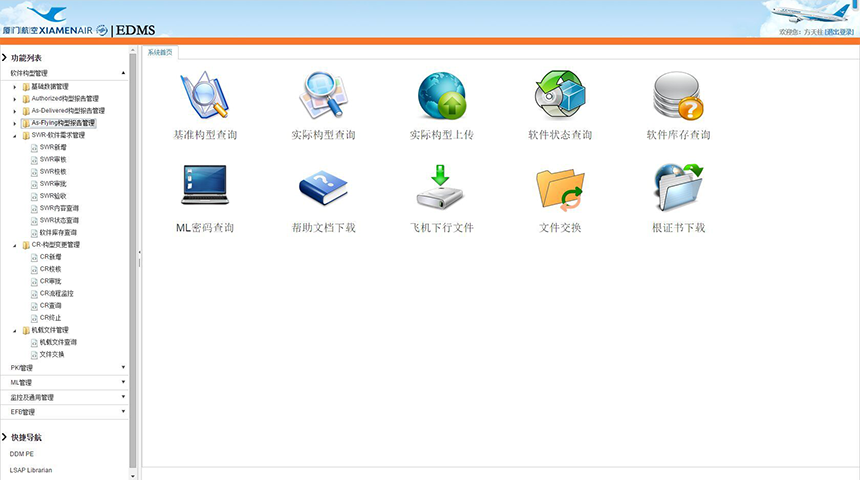 厦门航空 XIAMENAIR | EDMS
欢迎您: 方天柱 [退出登录]
功能列表
系统首页
软件构型管理
基础数据管理
Authorized构型报告管理
As-Delivered构型报告管理
As-Flying构型报告管理
SWR-软件需求管理
SWR新增
SWR审核
SWR校核
SWR审批
SWR验收
SWR内容查询
SWR状态查询
软件库存查询
CR-构型变更管理
CR新增
CR校核
CR审批
CR流程监控
CR查询
CR终止
机载文件管理
机载文件查询
文件交换
PKI管理
ML管理
监控及通用管理
EFB管理
快捷导航
DDM PE
LSAP Librarian
基准构型查询
实际构型查询
实际构型上传
软件状态查询
软件库存查询
ML密码查询
帮助文档下载
飞机下行文件
文件交换
根证书下载